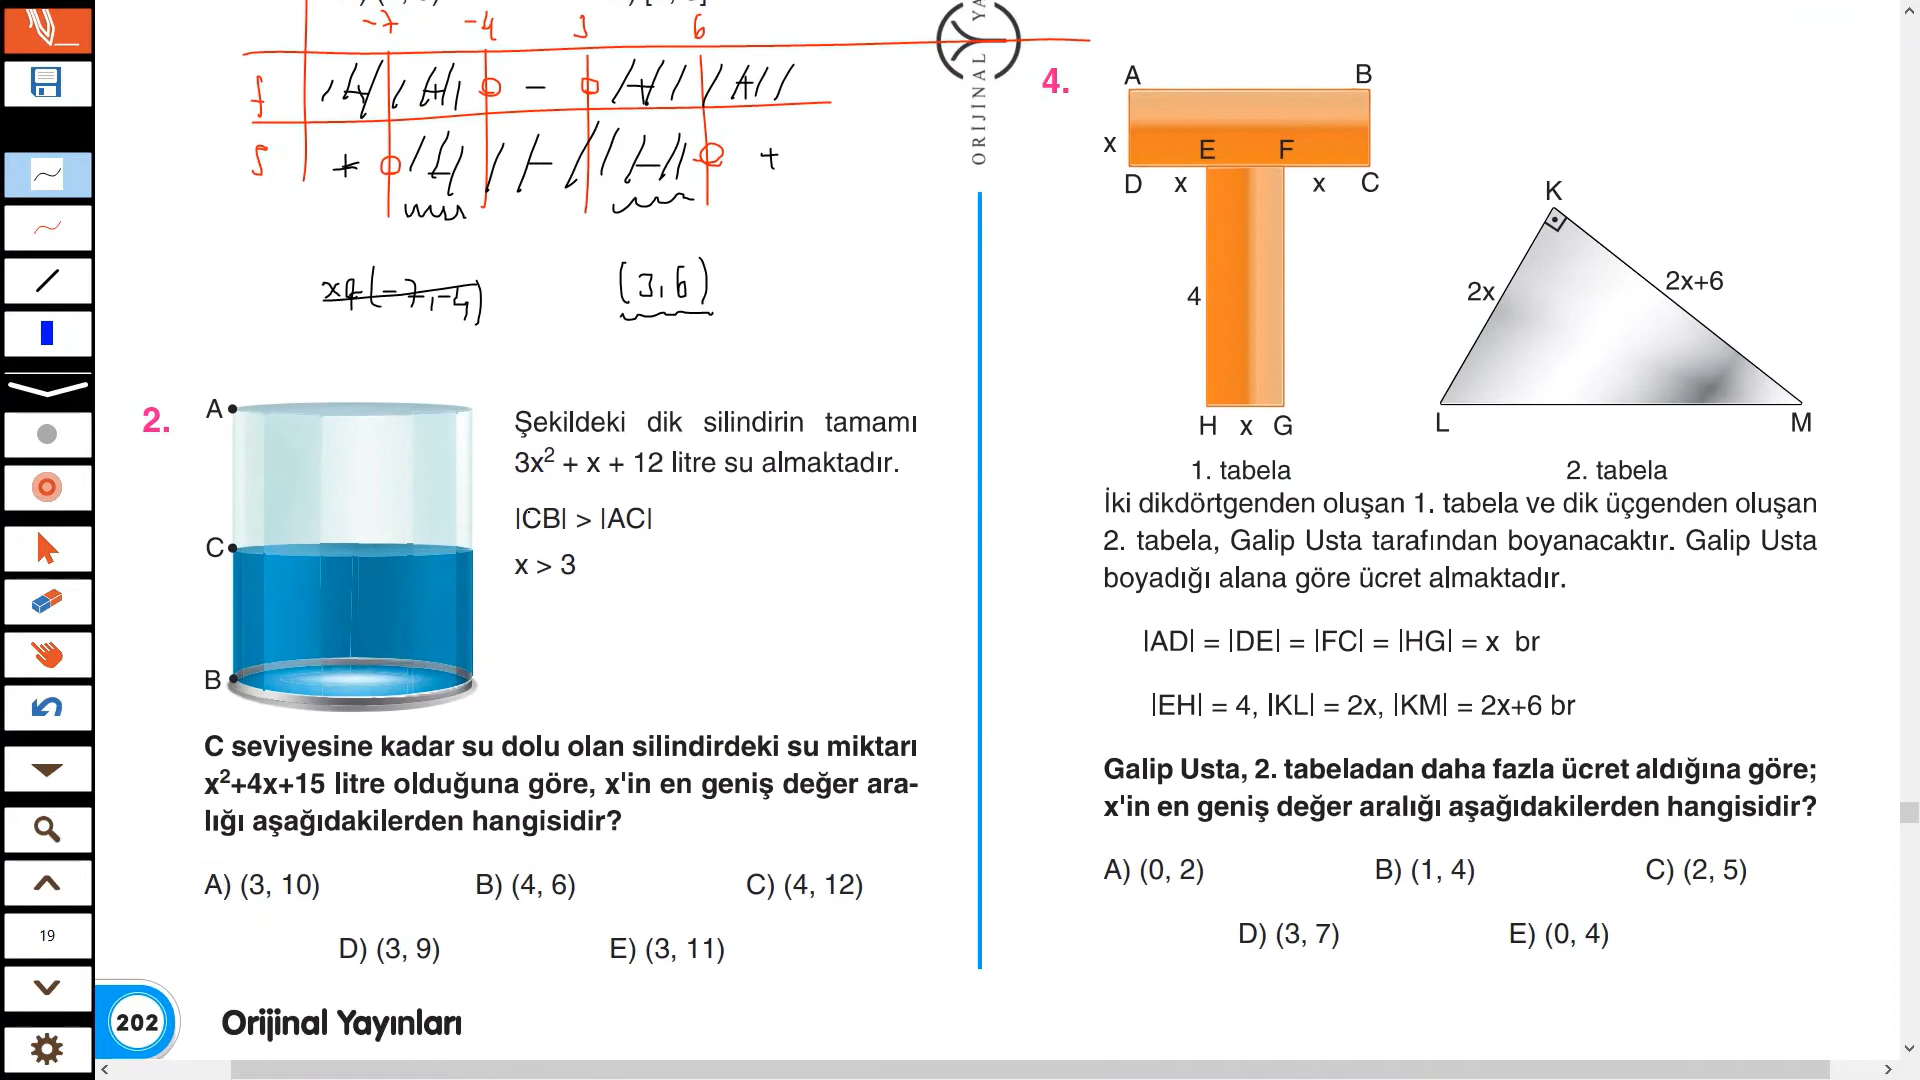 -7 -4 3 6
f + + - + +
s + - - - +
(3,6)
ORİJİNAL YA
2.
A
C
B
Şekildeki dik silindirin tamamı
3x² + x + 12 litre su almaktadır.
|CB| > |AC|
x > 3
C seviyesine kadar su dolu olan silindirdeki su miktarı
x²+4x+15 litre olduğuna göre, x'in en geniş değer ara-
lığı aşağıdakilerden hangisidir?
A) (3, 10) B) (4, 6) C) (4, 12)
D) (3, 9) E) (3, 11)
202 Orijinal Yayınları
4.
A B
x E F
D x x C
4
H x G
1. tabela
K
2x 2x+6
L M
2. tabela
İki dikdörtgenden oluşan 1. tabela ve dik üçgenden oluşan
2. tabela, Galip Usta tarafından boyanacaktır. Galip Usta
boyadığı alana göre ücret almaktadır.
|AD| = |DE| = |FC| = |HG| = x br
|EH| = 4, |KL| = 2x, |KM| = 2x+6 br
Galip Usta, 2. tabeladan daha fazla ücret aldığına göre;
x'in en geniş değer aralığı aşağıdakilerden hangisidir?
A) (0, 2) B) (1, 4) C) (2, 5)
D) (3, 7) E) (0, 4)
19